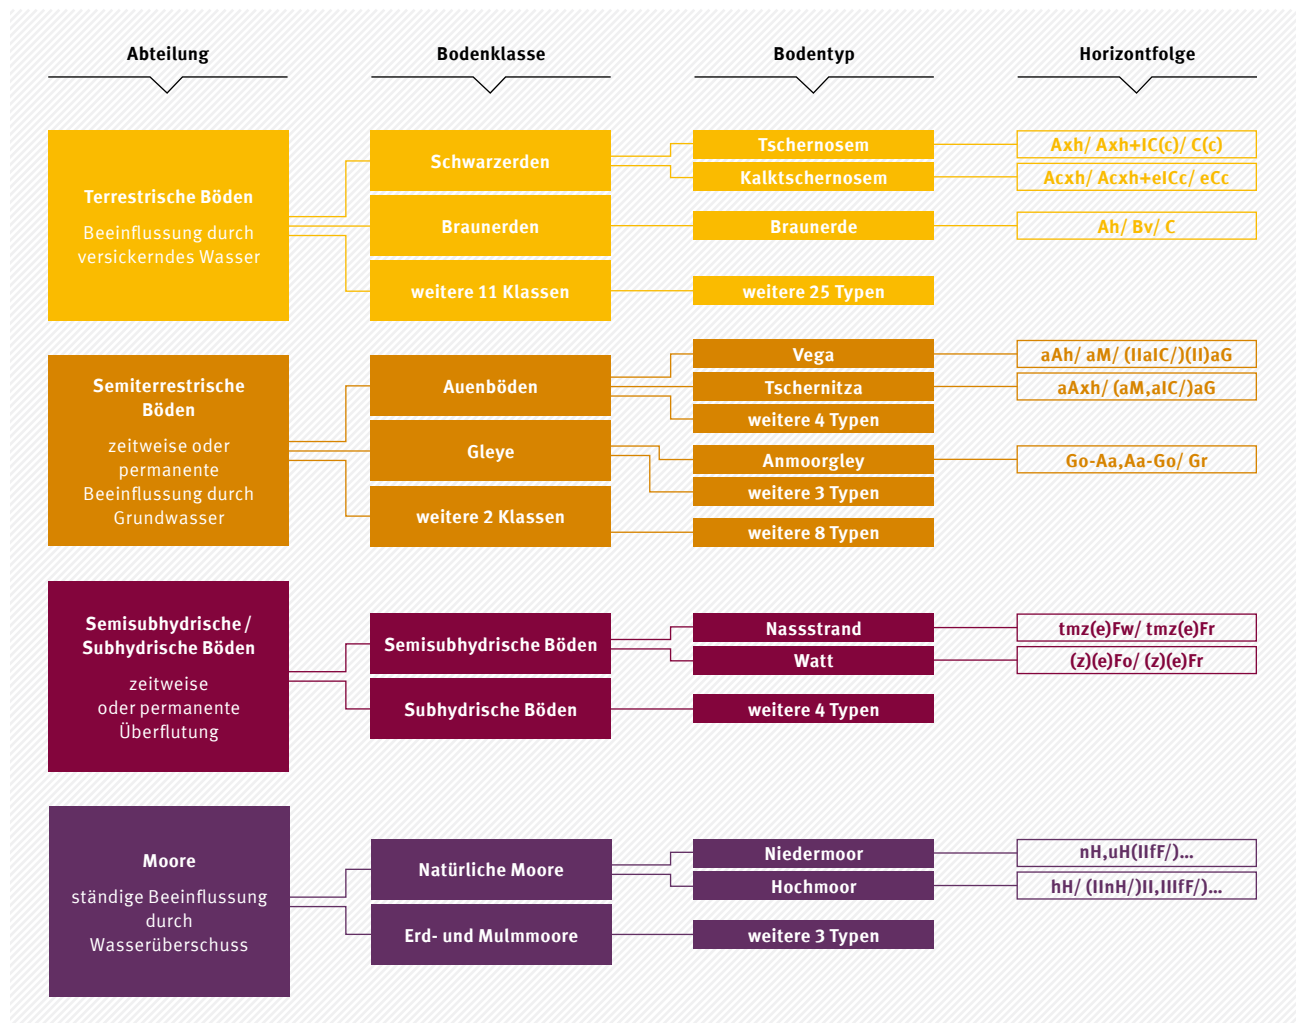 Abteilung
Bodenklasse
Bodentyp
Horizontfolge
Terrestrische Böden
Beeinflussung durch
versickerndes Wasser
Schwarzerden
Braunerden
weitere 11 Klassen
Tschernosem
Kalktschernosem
Braunerde
weitere 25 Typen
Axh/ Axh+lC(c)/ C(c)
Acxh/ Acxh+elCc/ eCc
Ah/ Bv/ C
Semiterrestrische
Böden
zeitweise oder
permanente
Beeinflussung durch
Grundwasser
Auenböden
Gleye
weitere 2 Klassen
Vega
Tschernitza
weitere 4 Typen
Anmoorgley
weitere 3 Typen
weitere 8 Typen
aAh/ aM/ (IIalC/)(II)aG
aAxh/ (aM,alC/)aG
Go-Aa,Aa-Go/ Gr
Semisubhydrische/
Subhydrische Böden
zeitweise
oder permanente
Überflutung
Semisubhydrische Böden
Subhydrische Böden
Nassstrand
Watt
weitere 4 Typen
tmz(e)Fw/ tmz(e)Fr
(z)(e)Fo/ (z)(e)Fr
Moore
ständige Beeinflussung
durch
Wasserüberschuss
Natürliche Moore
Erd- und Mulmmoore
Niedermoor
Hochmoor
weitere 3 Typen
nH,uH(IIfF/)...
hH/ (IInH/)II,IIIfF/)...